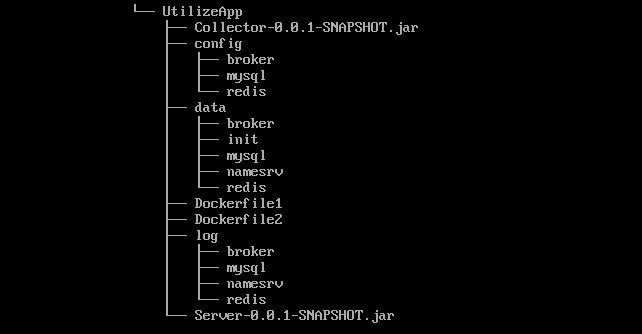 └── UtilizeApp
    ├── Collector-0.0.1-SNAPSHOT.jar
    ├── config
    │   ├── broker
    │   ├── mysql
    │   └── redis
    ├── data
    │   ├── broker
    │   ├── init
    │   ├── mysql
    │   ├── namesrv
    │   └── redis
    ├── Dockerfile1
    ├── Dockerfile2
    ├── log
    │   ├── broker
    │   ├── mysql
    │   ├── namesrv
    │   └── redis
    └── Server-0.0.1-SNAPSHOT.jar